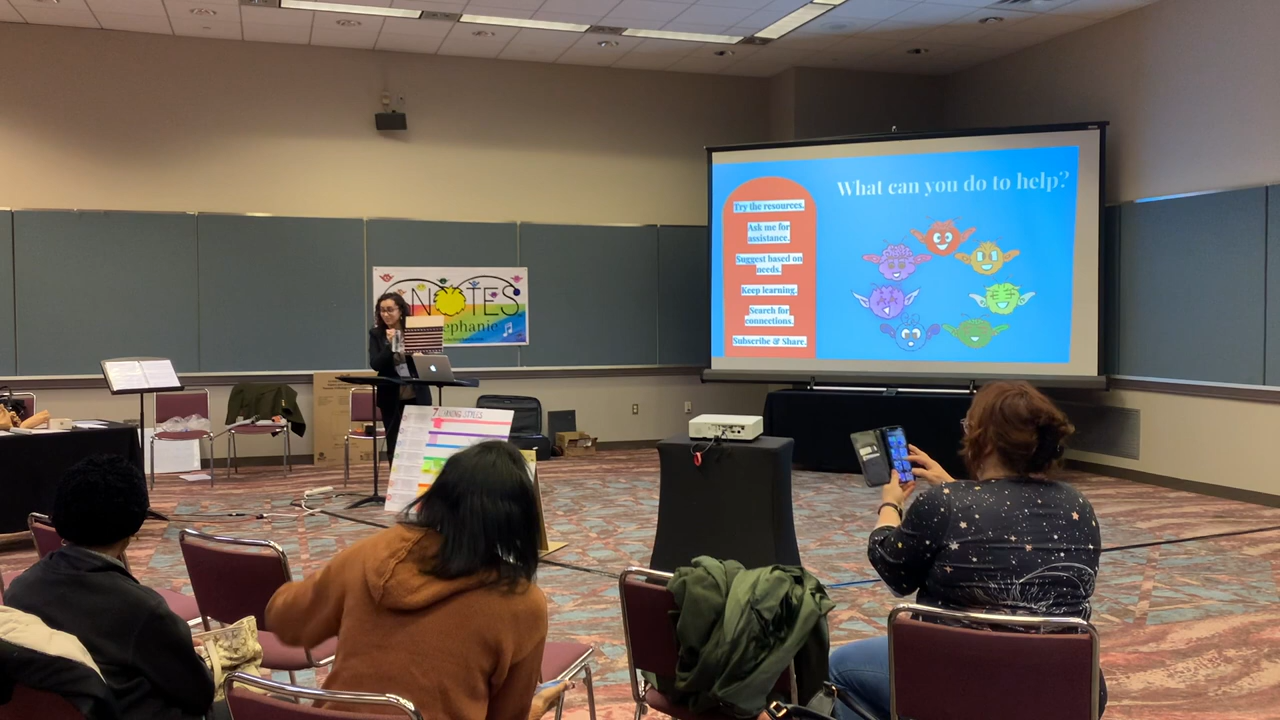 What can you do to help?
Try the resources.
Ask me for
assistance.
Suggest based on
needs.
Keep learning.
Search for
connections.
Subscribe & Share.
NOTES
ephanie
7
STYLES